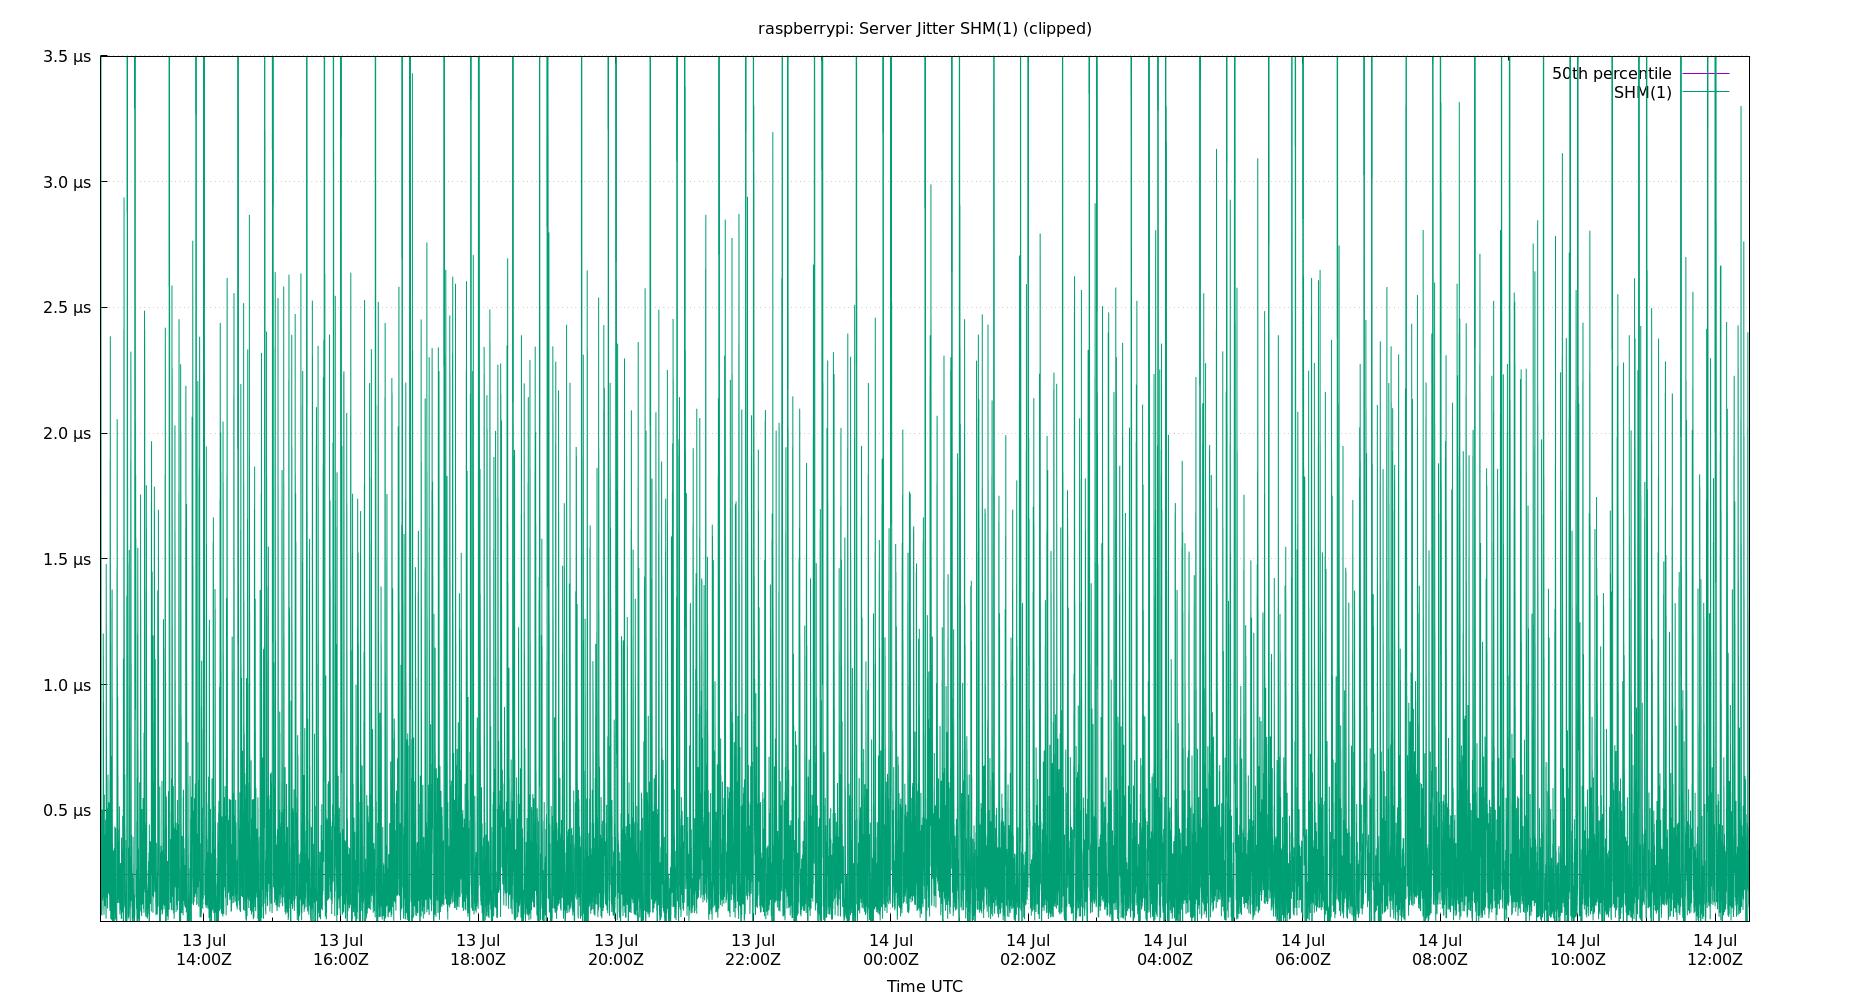 raspberrypi: Server Jitter SHM(1) (clipped)
3.5 µs
3.0 µs
2.5 µs
2.0 µs
1.5 µs
1.0 µs
0.5 µs
50th percentile
SHM(1)
13 Jul 13 Jul 13 Jul 13 Jul 13 Jul 14 Jul 14 Jul 14 Jul 14 Jul 14 Jul 14 Jul 14 Jul
14:00Z 16:00Z 18:00Z 20:00Z 22:00Z 00:00Z 02:00Z 04:00Z 06:00Z 08:00Z 10:00Z 12:00Z
Time UTC